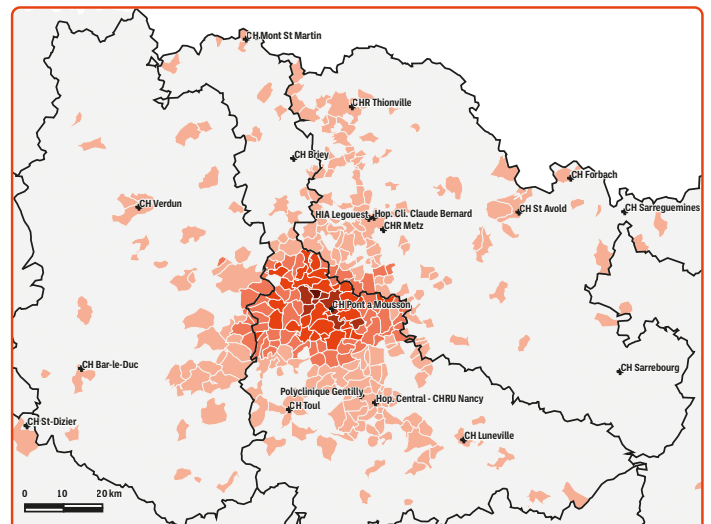 CH Mont St Martin
CHR Thionville
CH Briey
CH Forbach
CH Verdun
HIA Legouest
Hop. Cli. Claude Bernard
CH St Avold
CH Sarreguemines
CHR Metz
CH Pont a Mousson
CH Bar-le-Duc
CH Sarrebourg
Polyclinique Gentilly
Hop. Central - CHRU Nancy
CH Toul
CH St-Dizier
CH Luneville
0 10 20 km